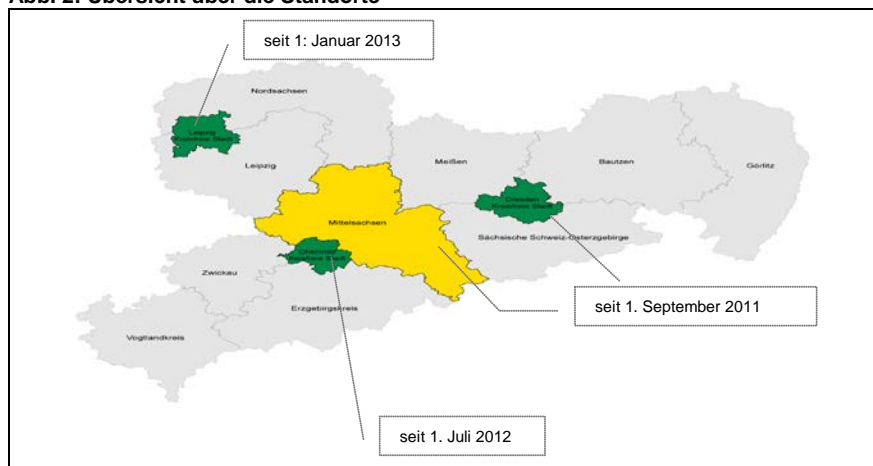 Abb. 2: Übersicht über die Standorte
seit 1: Januar 2013
Nordsachsen
Leipzig
Kreisfreie Stadt
Leipzig
Meißen
Bautzen
Görlitz
Dresden
Kreisfreie Stadt
Mittelsachsen
Sächsische Schweiz-Osterzgebirge
Chemnitz
Kreisfreie Stadt
Zwickau
Erzgebirgskreis
seit 1. September 2011
Vogtlandkreis
seit 1. Juli 2012